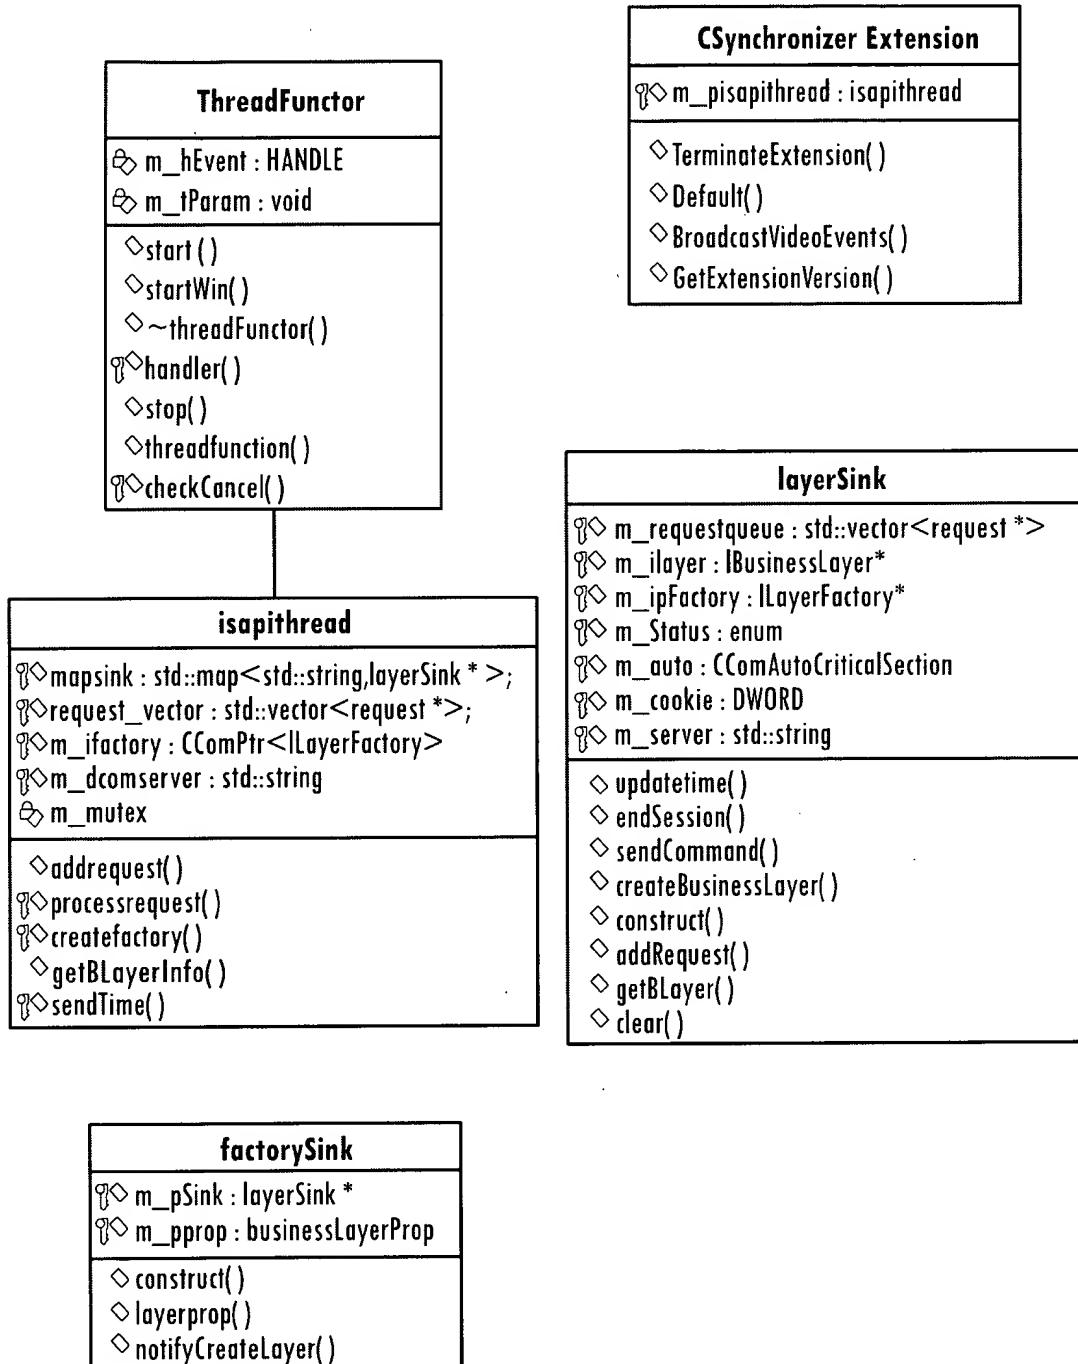 ThreadFunctor
m_hEvent : HANDLE
m_tParam : void
start ( )
startWin( )
~threadFunctor( )
handler( )
stop( )
threadfunction( )
checkCancel( )
CSynchronizer Extension
m_pisapithread : isapithread
TerminateExtension( )
Default( )
BroadcastVideoEvents( )
GetExtensionVersion( )
isapithread
mapsink : std::map<std::string,layerSink * >;
request_vector : std::vector<request *>;
m_ifactory : CComPtr<ILayerFactory>
m_dcomserver : std::string
m_mutex
addrequest( )
processrequest( )
createfactory( )
getBLayerInfo( )
sendTime( )
layerSink
m_requestqueue : std::vector<request *>
m_ilayer : IBusinessLayer*
m_ipFactory : ILayerFactory*
m_Status : enum
m_auto : CComAutoCriticalSection
m_cookie : DWORD
m_server : std::string
updatetime( )
endSession( )
sendCommand( )
createBusinessLayer( )
construct( )
addRequest( )
getBLayer( )
clear( )
factorySink
m_pSink : layerSink *
m_pprop : businessLayerProp
construct( )
layerprop( )
notifyCreateLayer( )